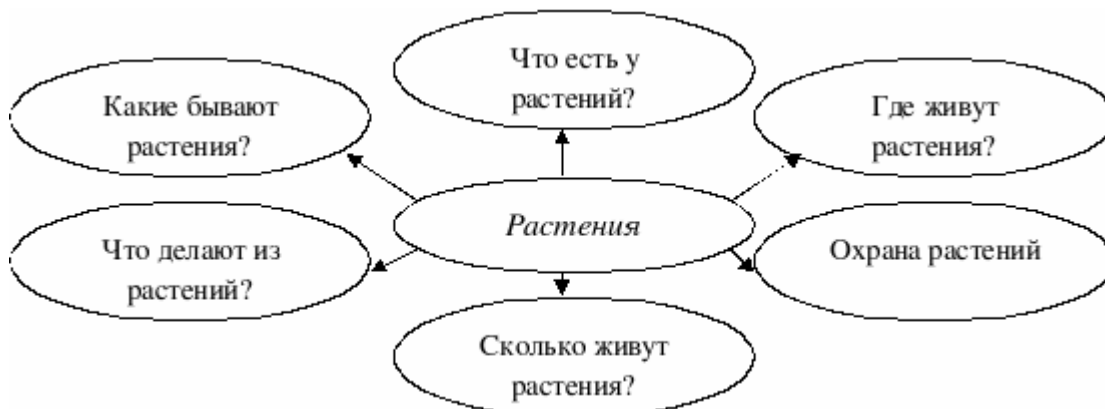 Что есть у
растений?
Какие бывают
растения?
Где живут
растения?
Растения
Что делают из
растений?
Охрана растений
Сколько живут
растения?